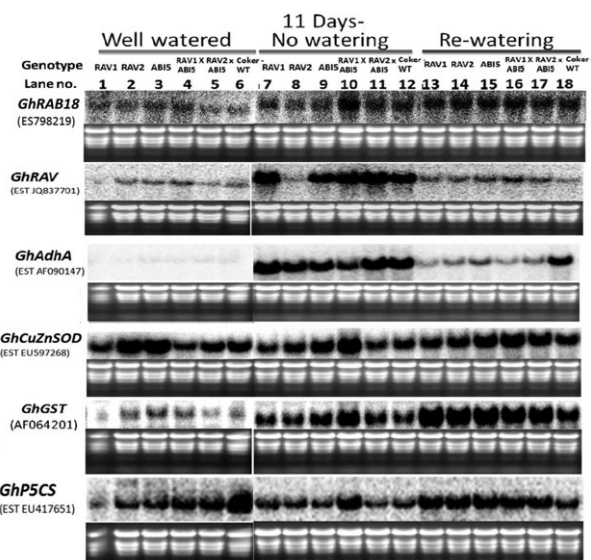 11 Days-
Well watered No watering Re-watering
Genotype RAV1 RAV2 ABI5 RAV1 X ABI5 RAV2 x ABI5 Coker-WT RAV1 RAV2 ABI5 RAV1 X ABI5 RAV2 x ABI5 Coker-WT RAV1 RAV2 ABI5 RAV1 X ABI5 RAV2 x ABI5 Coker-WT
Lane no. 1 2 3 4 5 6 7 8 9 10 11 12 13 14 15 16 17 18
GhRAB18
(ES798219)
GhRAV
(EST JQ837701)
GhAdhA
(EST AF090147)
GhCuZnSOD
(EST EU597268)
GhGST
(AF064201)
GhP5CS
(EST EU417651)